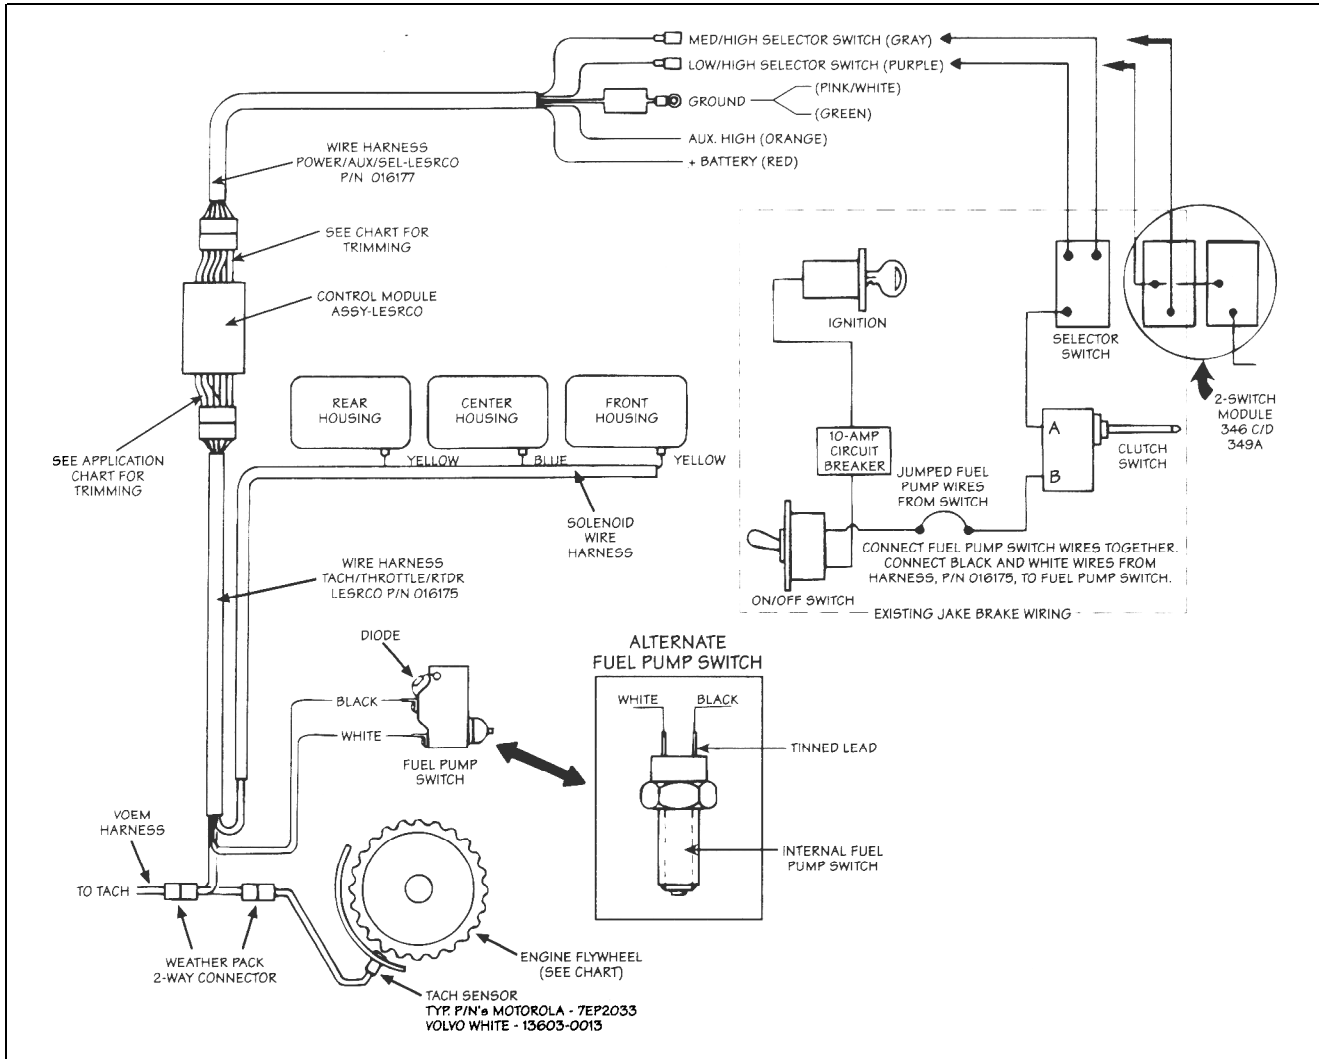 MED/HIGH SELECTOR SWITCH (GRAY)
LOW/HIGH SELECTOR SWITCH (PURPLE)
GROUND
(PINK/WHITE)
(GREEN)
AUX. HIGH (ORANGE)
+ BATTERY (RED)
WIRE HARNESS
POWER/AUX/SEL-LESRCO
P/N 016177
SEE CHART FOR
TRIMMING
CONTROL MODULE
ASSY-LESRCO
IGNITION
SELECTOR
SWITCH
2-SWITCH
MODULE
346 C/D
349A
REAR
HOUSING
CENTER
HOUSING
FRONT
HOUSING
YELLOW
BLUE
YELLOW
10-AMP
CIRCUIT
BREAKER
A
B
CLUTCH
SWITCH
SEE APPLICATION
CHART FOR
TRIMMING
JUMPED FUEL
PUMP WIRES
FROM SWITCH
SOLENOID
WIRE
HARNESS
CONNECT FUEL PUMP SWITCH WIRES TOGETHER.
CONNECT BLACK AND WHITE WIRES FROM
HARNESS, P/N 016175, TO FUEL PUMP SWITCH.
WIRE HARNESS
TACH/THROTTLE/RTDR
LESRCO P/N 016175
ON/OFF SWITCH
EXISTING JAKE BRAKE WIRING
DIODE
BLACK
WHITE
FUEL PUMP
SWITCH
ALTERNATE
FUEL PUMP SWITCH
WHITE
BLACK
TINNED LEAD
INTERNAL FUEL
PUMP SWITCH
VOEM
HARNESS
TO TACH
WEATHER PACK
2-WAY CONNECTOR
ENGINE FLYWHEEL
(SEE CHART)
TACH SENSOR
TYP. P/N's MOTOROLA - 7EP2033
VOLVO WHITE - 13603-0013